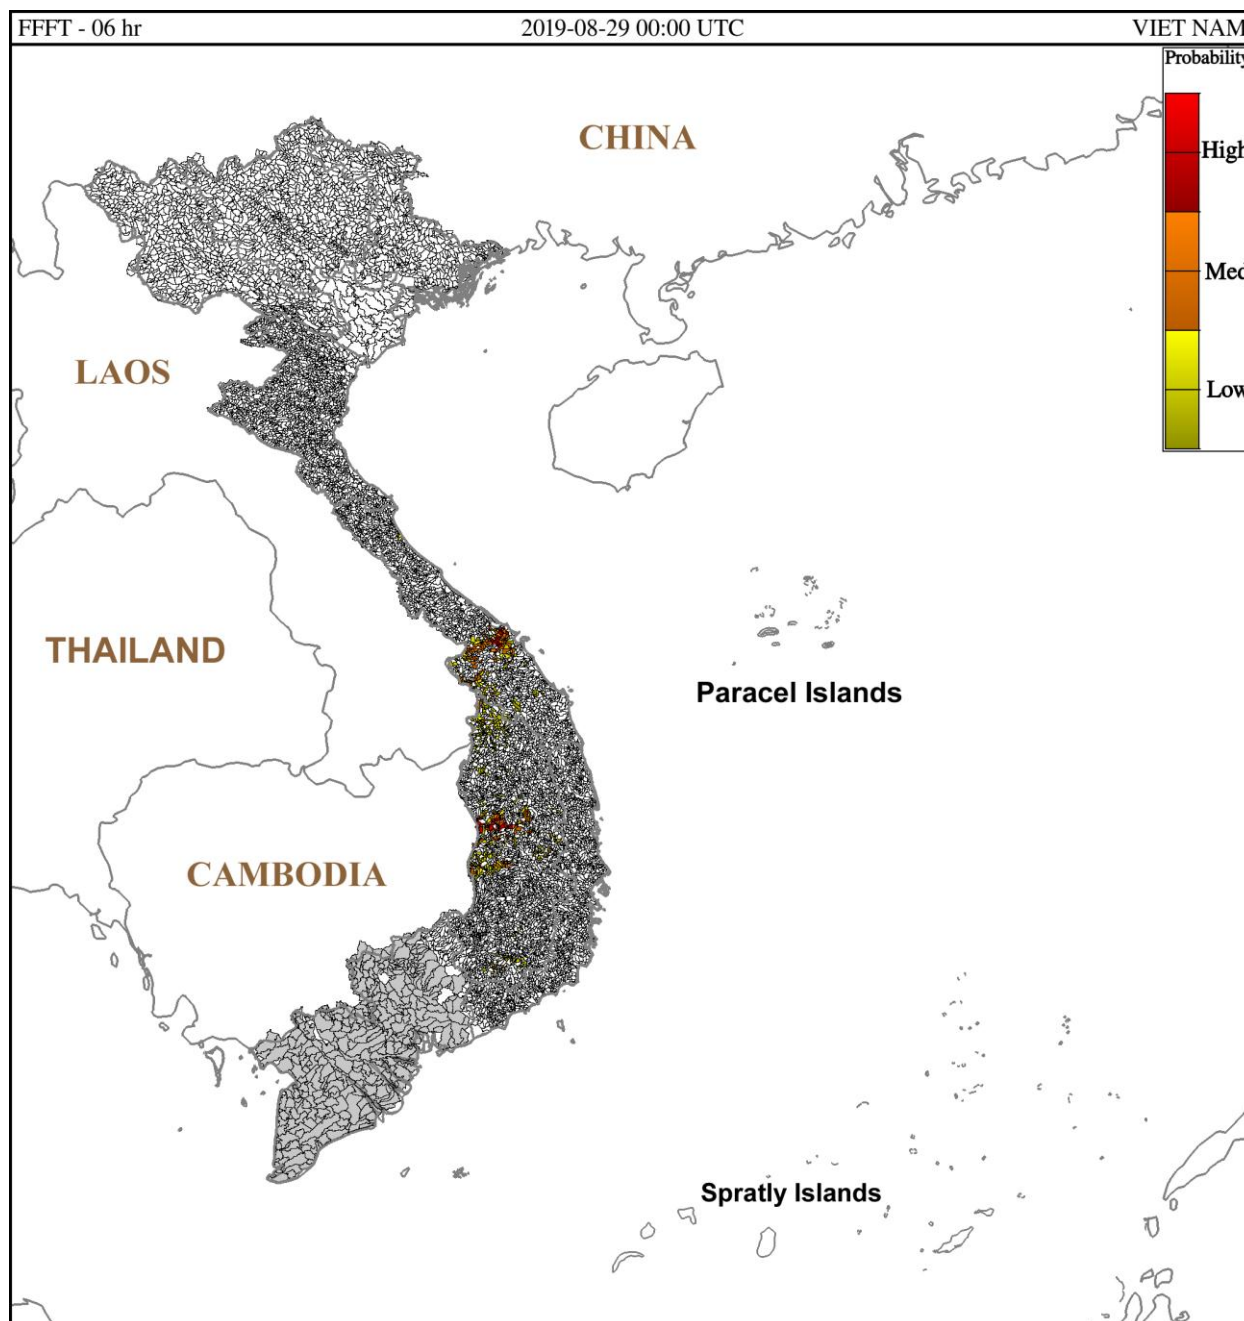 FFFT - 06 hr
2019-08-29 00:00 UTC
VIET NAM
Probability
High
Med
Low
CHINA
LAOS
THAILAND
Paracel Islands
CAMBODIA
Spratly Islands